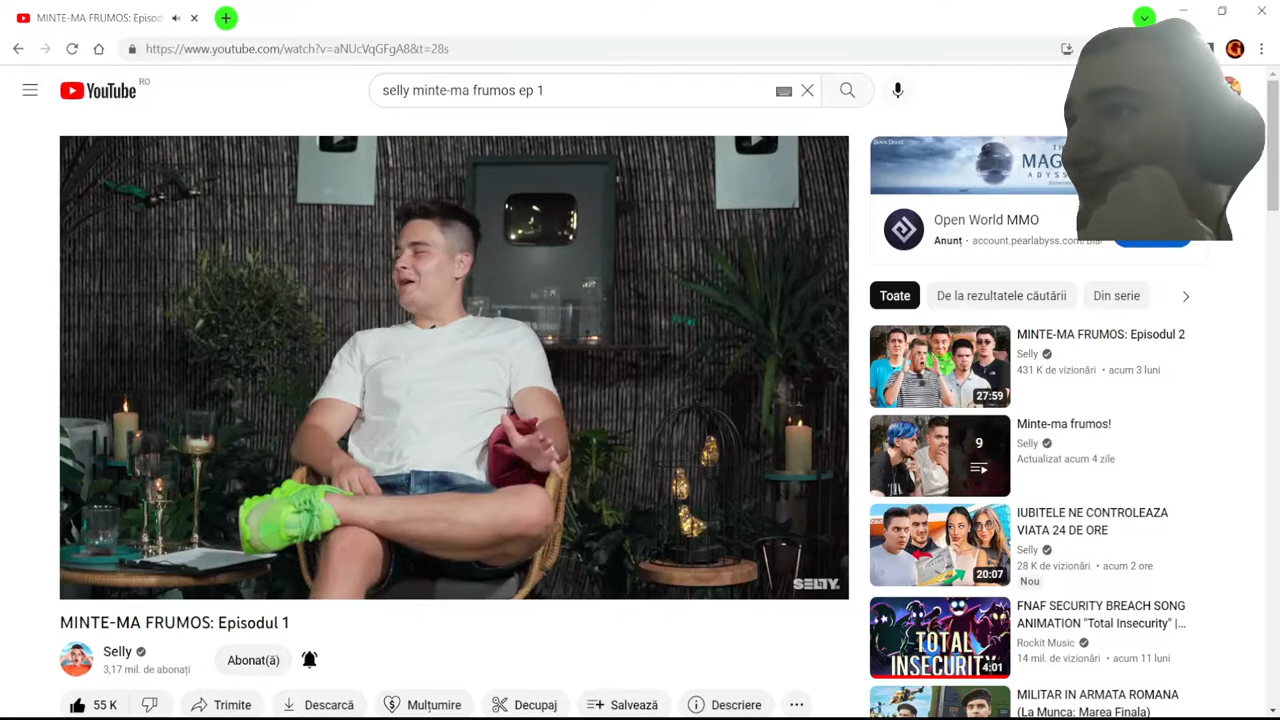 MINTE-MA FRUMOS: Episod
https://www.youtube.com/watch?v=aNUcVqGFgA8&t=28s
YouTube RO
selly minte-ma frumos ep 1
SELTY.
MINTE-MA FRUMOS: Episodul 1
Selly
3,17 mil. de abonați
Abonat(ă)
55 K
Trimite
Descarcă
Mulțumire
Decupaj
Salvează
Descriere
Open World MMO
Anunț · account.pearlabyss.com/
Toate
De la rezultatele căutării
Din serie
MINTE-MA FRUMOS: Episodul 2
Selly
431 K de vizionări • acum 3 luni
27:59
Minte-ma frumos!
Selly
Actualizat acum 4 zile
9
IUBITELE NE CONTROLEAZA
VIATA 24 DE ORE
Selly
28 K de vizionări • acum 2 ore
Nou
20:07
FNAF SECURITY BREACH SONG
ANIMATION "Total Insecurity" |...
Rockit Music
14 mil. de vizionări • acum 11 luni
TOTAL
INSECURITY
4:01
MILITAR IN ARMATA ROMANA
(La Munca: Marea Finala)